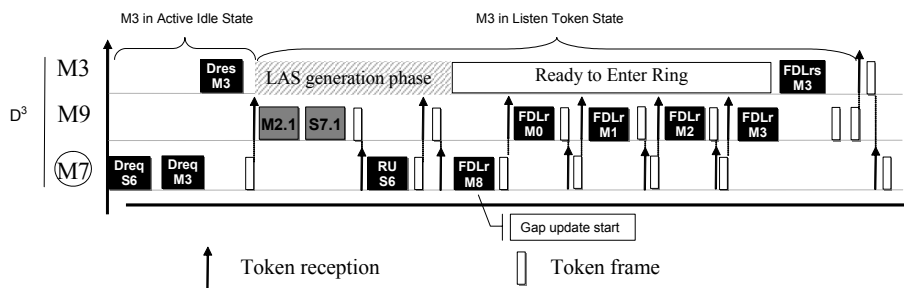 M3 in Active Idle State
M3 in Listen Token State
D3
M3
Dres M3
LAS generation phase
Ready to Enter Ring
FDLrs M3
M9
M2.1
S7.1
FDLr M0
FDLr M1
FDLr M2
FDLr M3
M7
Dreq S6
Dreq M3
RU S6
FDLr M8
Gap update start
Token reception
Token frame